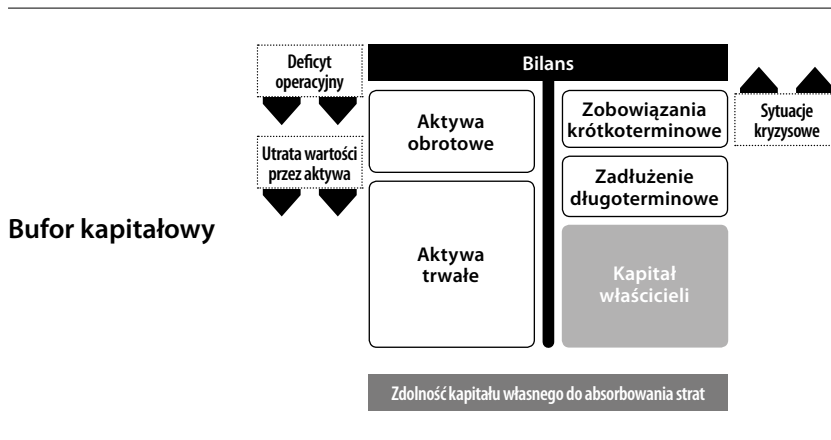 Deficyt
operacyjny
Utrata wartości
przez aktywa
Bufor kapitałowy
Bilans
Aktywa
obrotowe
Aktywa
trwałe
Zobowiązania
krótkoterminowe
Zadłużenie
długoterminowe
Kapitał
właścicieli
Sytuacje
kryzysowe
Zdolność kapitału własnego do absorbowania strat